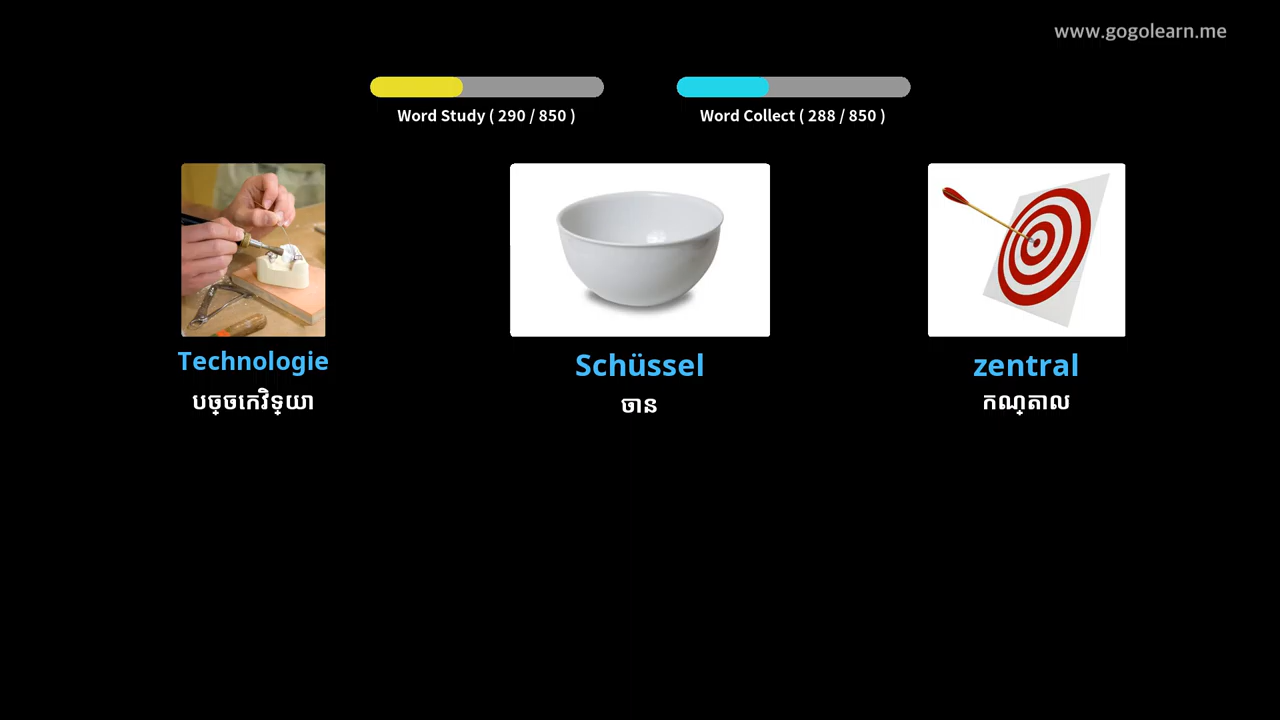 www.gogolearn.me
Word Study ( 290 / 850 )
Word Collect ( 288 / 850 )
Technologie
បច្ចកេវិទ្យា
Schüssel
ចាន
zentral
កណ្តាល